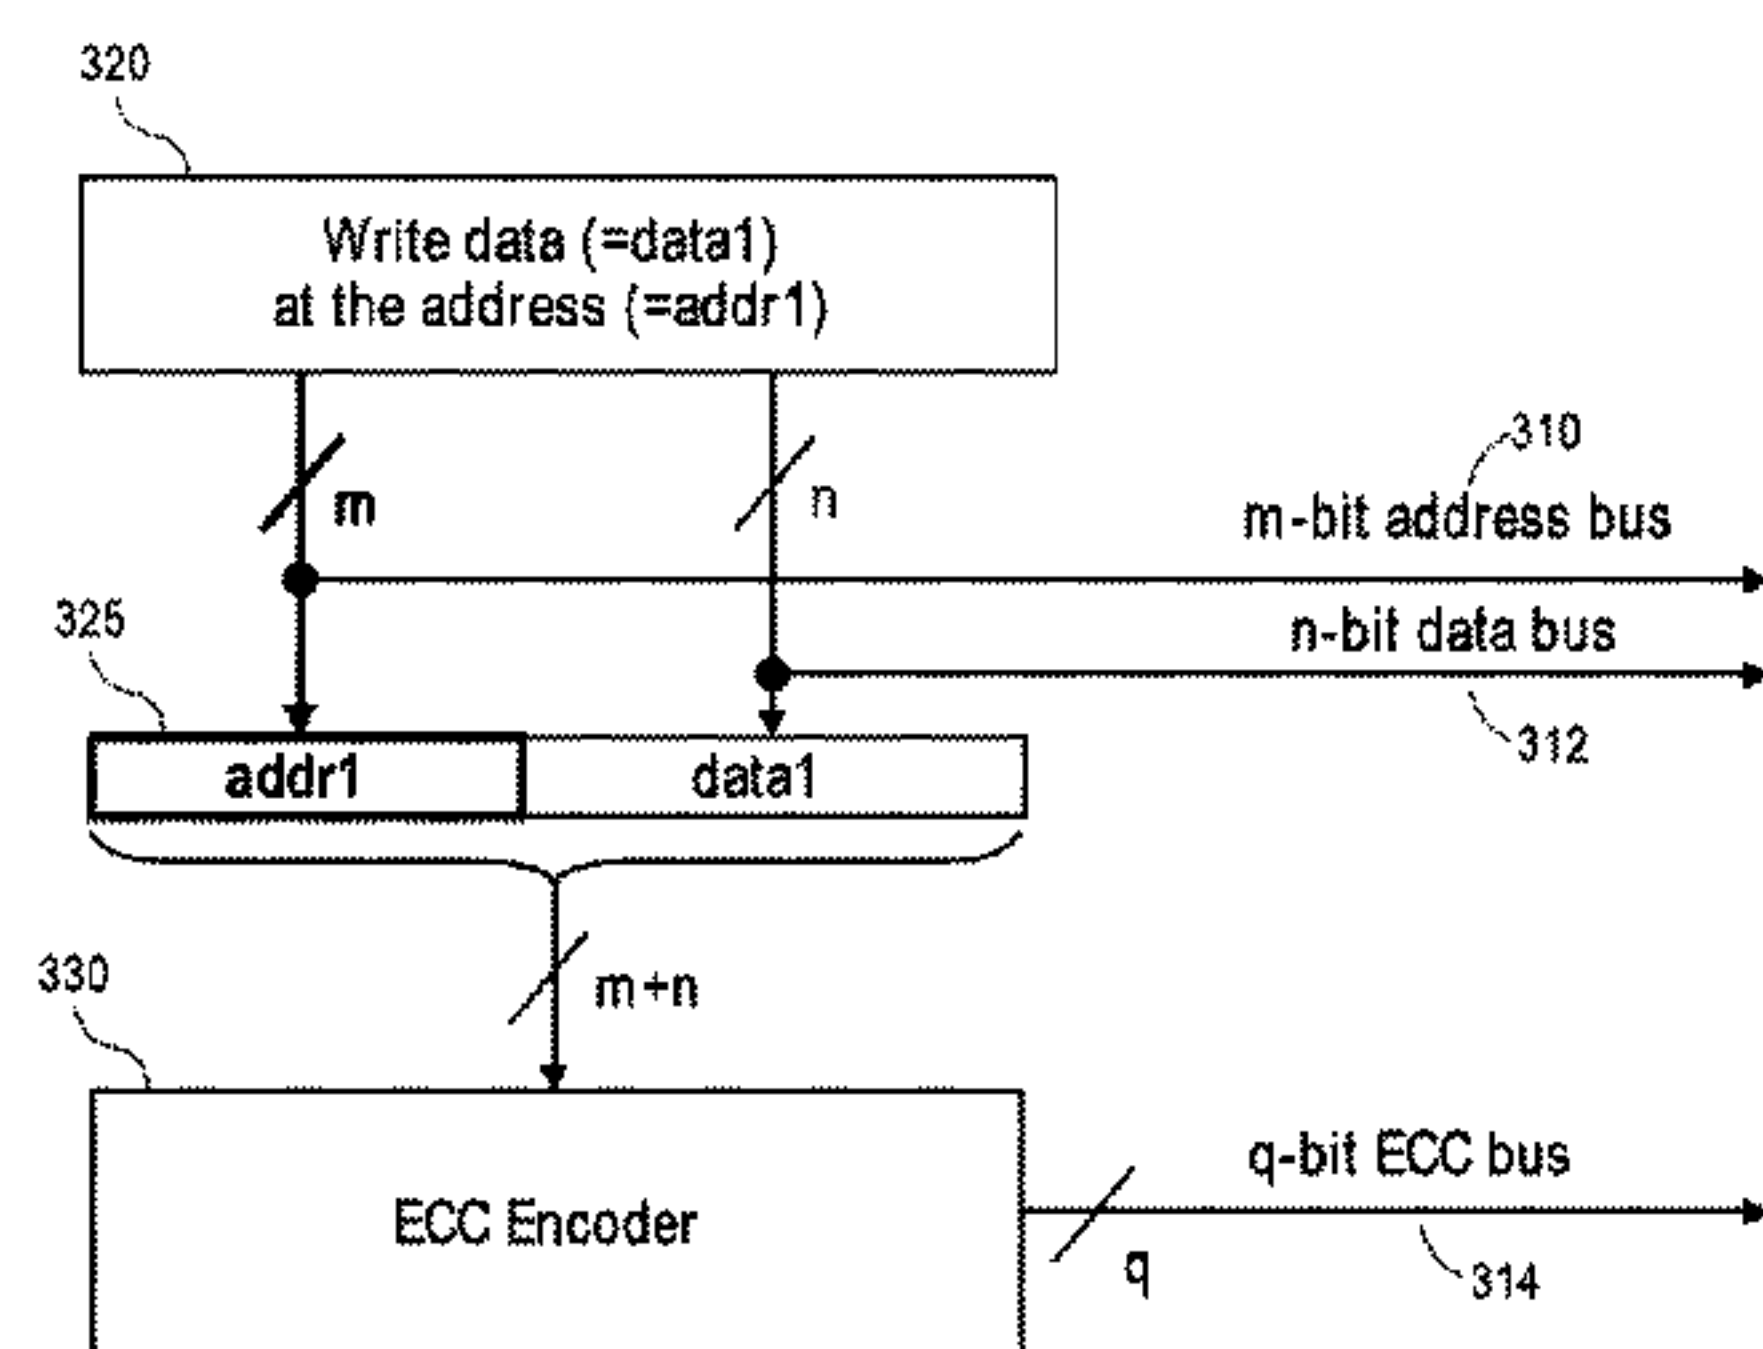 320
Write data (=data1)
at the address (=addr1)
310
m
n
m-bit address bus
325
n-bit data bus
312
addr1
data1
330
m+n
q-bit ECC bus
ECC Encoder
q
314